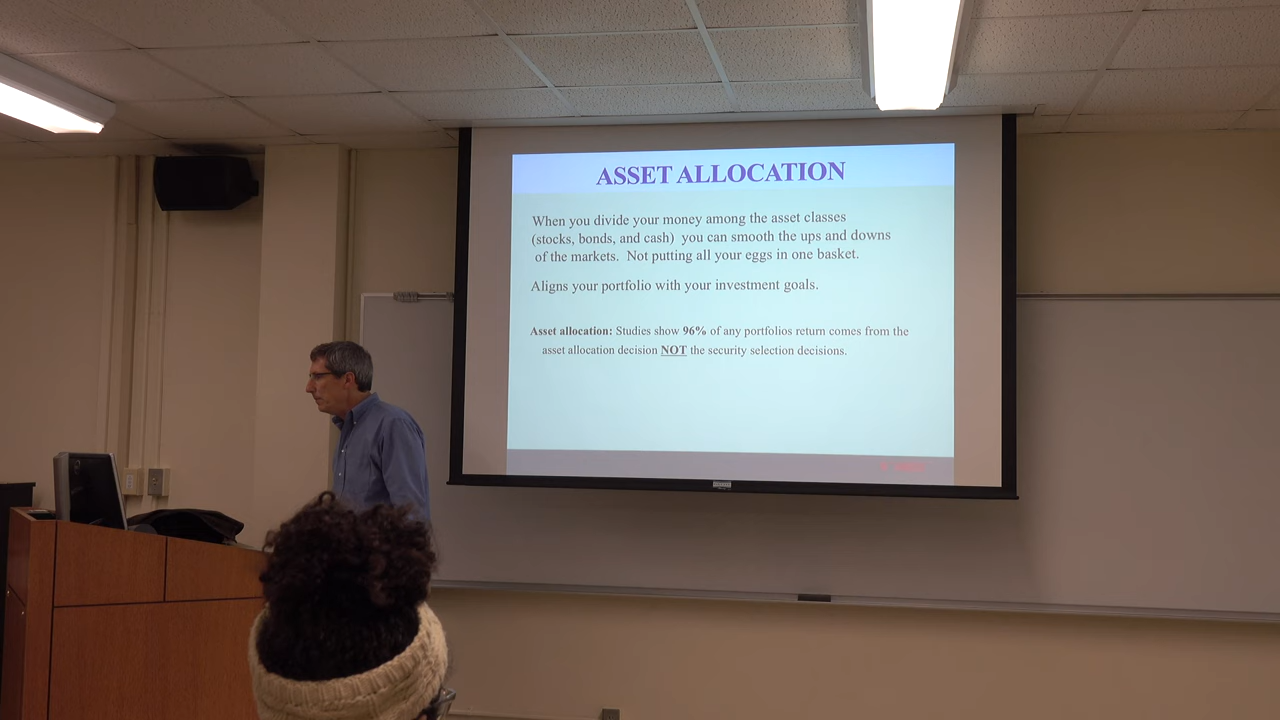 ASSET ALLOCATION
When you divide your money among the asset classes
(stocks, bonds, and cash)  you can smooth the ups and downs
of the markets.  Not putting all your eggs in one basket.
Aligns your portfolio with your investment goals.
Asset allocation: Studies show 96% of any portfolios return comes from the
asset allocation decision NOT the security selection decisions.